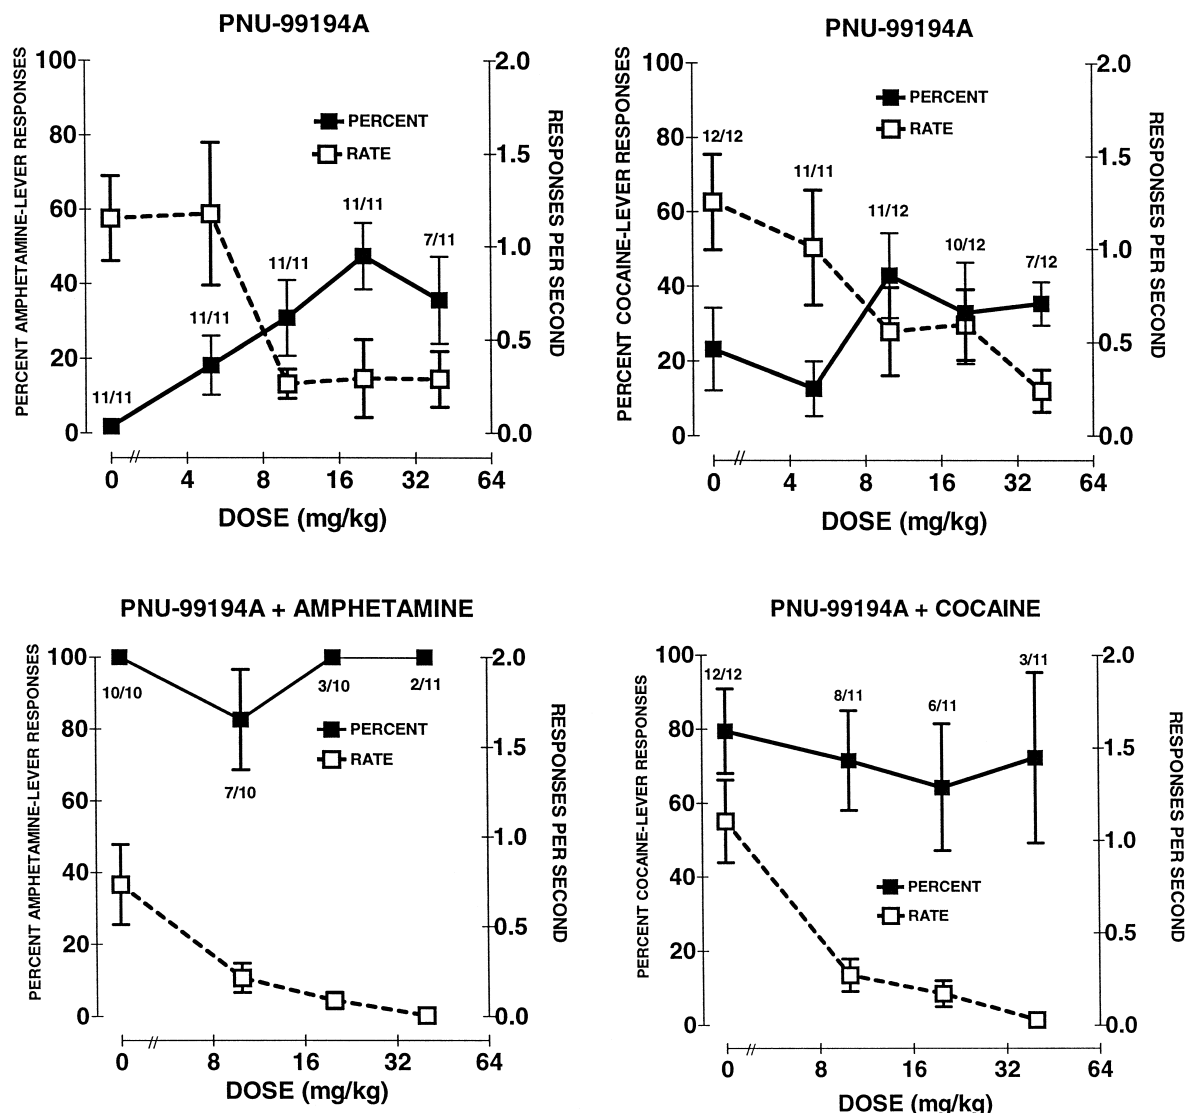 PNU-99194A
PERCENT AMPHETAMINE-LEVER RESPONSES
100
80
60
40
20
0
2.0
1.5
1.0
0.5
0.0
RESPONSES PER SECOND
PERCENT
RATE
11/11
11/11
11/11
11/11
7/11
0 4 8 16 32 64
DOSE (mg/kg)
PNU-99194A
PERCENT COCAINE-LEVER RESPONSES
100
80
60
40
20
0
2.0
1.5
1.0
0.5
0.0
RESPONSES PER SECOND
PERCENT
RATE
12/12
11/11
11/12
10/12
7/12
0 4 8 16 32 64
DOSE (mg/kg)
PNU-99194A + AMPHETAMINE
PERCENT AMPHETAMINE-LEVER RESPONSES
100
80
60
40
20
0
2.0
1.5
1.0
0.5
0.0
RESPONSES PER SECOND
10/10
7/10
3/10
2/11
PERCENT
RATE
0 8 16 32 64
DOSE (mg/kg)
PNU-99194A + COCAINE
PERCENT COCAINE-LEVER RESPONSES
100
80
60
40
20
0
2.0
1.5
1.0
0.5
0.0
RESPONSES PER SECOND
12/12
8/11
6/11
3/11
PERCENT
RATE
0 8 16 32 64
DOSE (mg/kg)